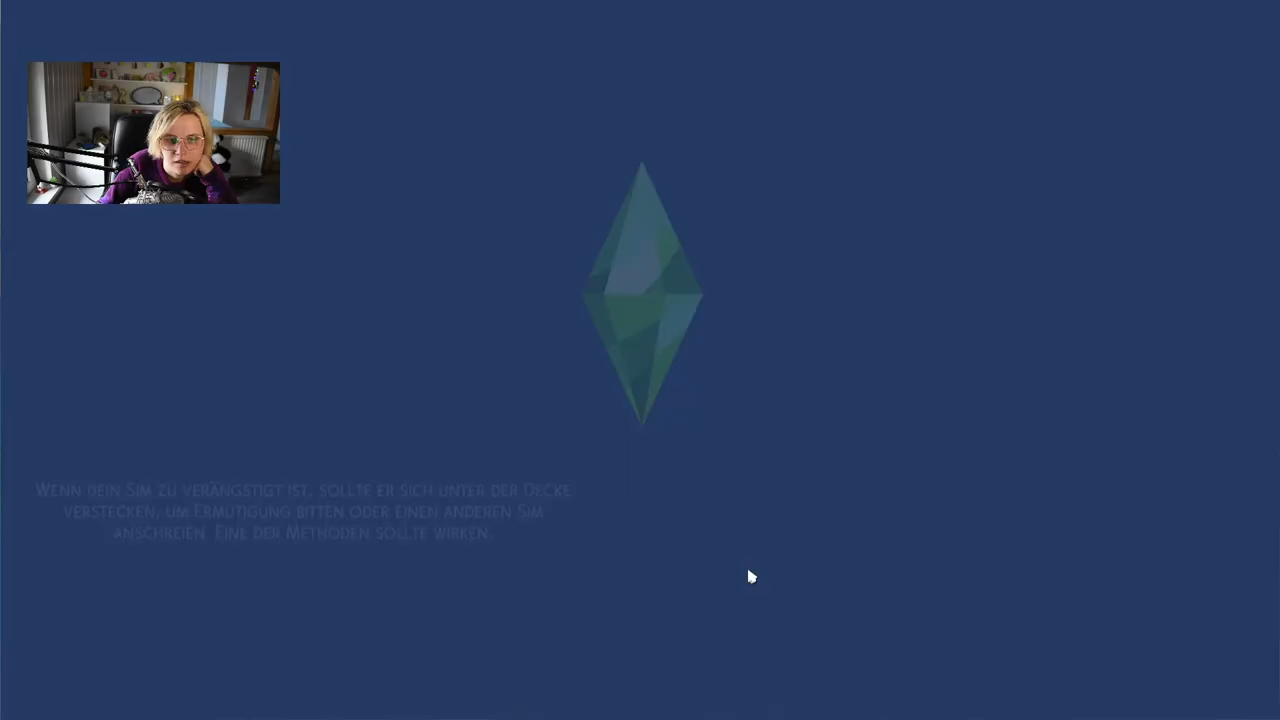 Wenn dein Sim zu verängstigt ist, sollte er sich unter der Decke
verstecken, um Ermutigung bitten oder einen anderen Sim
anschreien. Eine der Methoden sollte wirken.